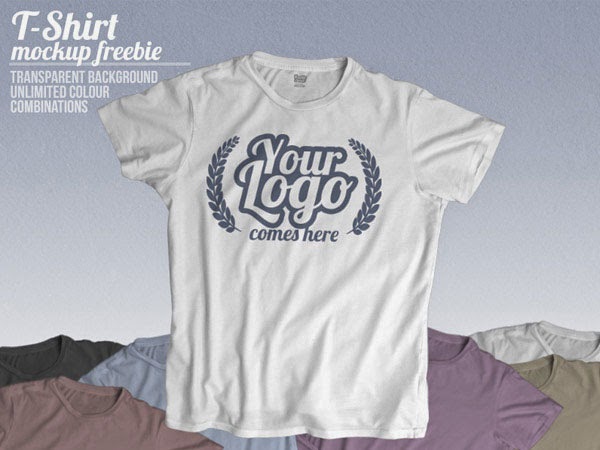 T-Shirt
mockup freebie
TRANSPARENT BACKGROUND
UNLIMITED COLOUR
COMBINATIONS
Your
Logo
comes here